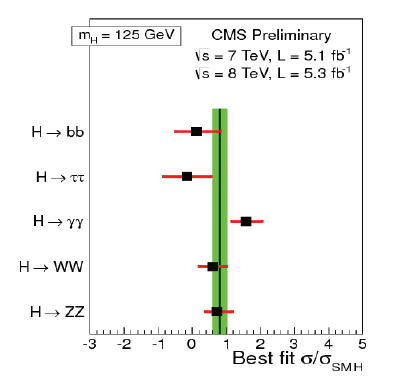 m_H = 125 GeV
CMS Preliminary
√s = 7 TeV, L = 5.1 fb⁻¹
√s = 8 TeV, L = 5.3 fb⁻¹
H → bb
H → ττ
H → γγ
H → WW
H → ZZ
-3 -2 -1 0 1 2 3 4 5
Best fit σ/σ_SMH